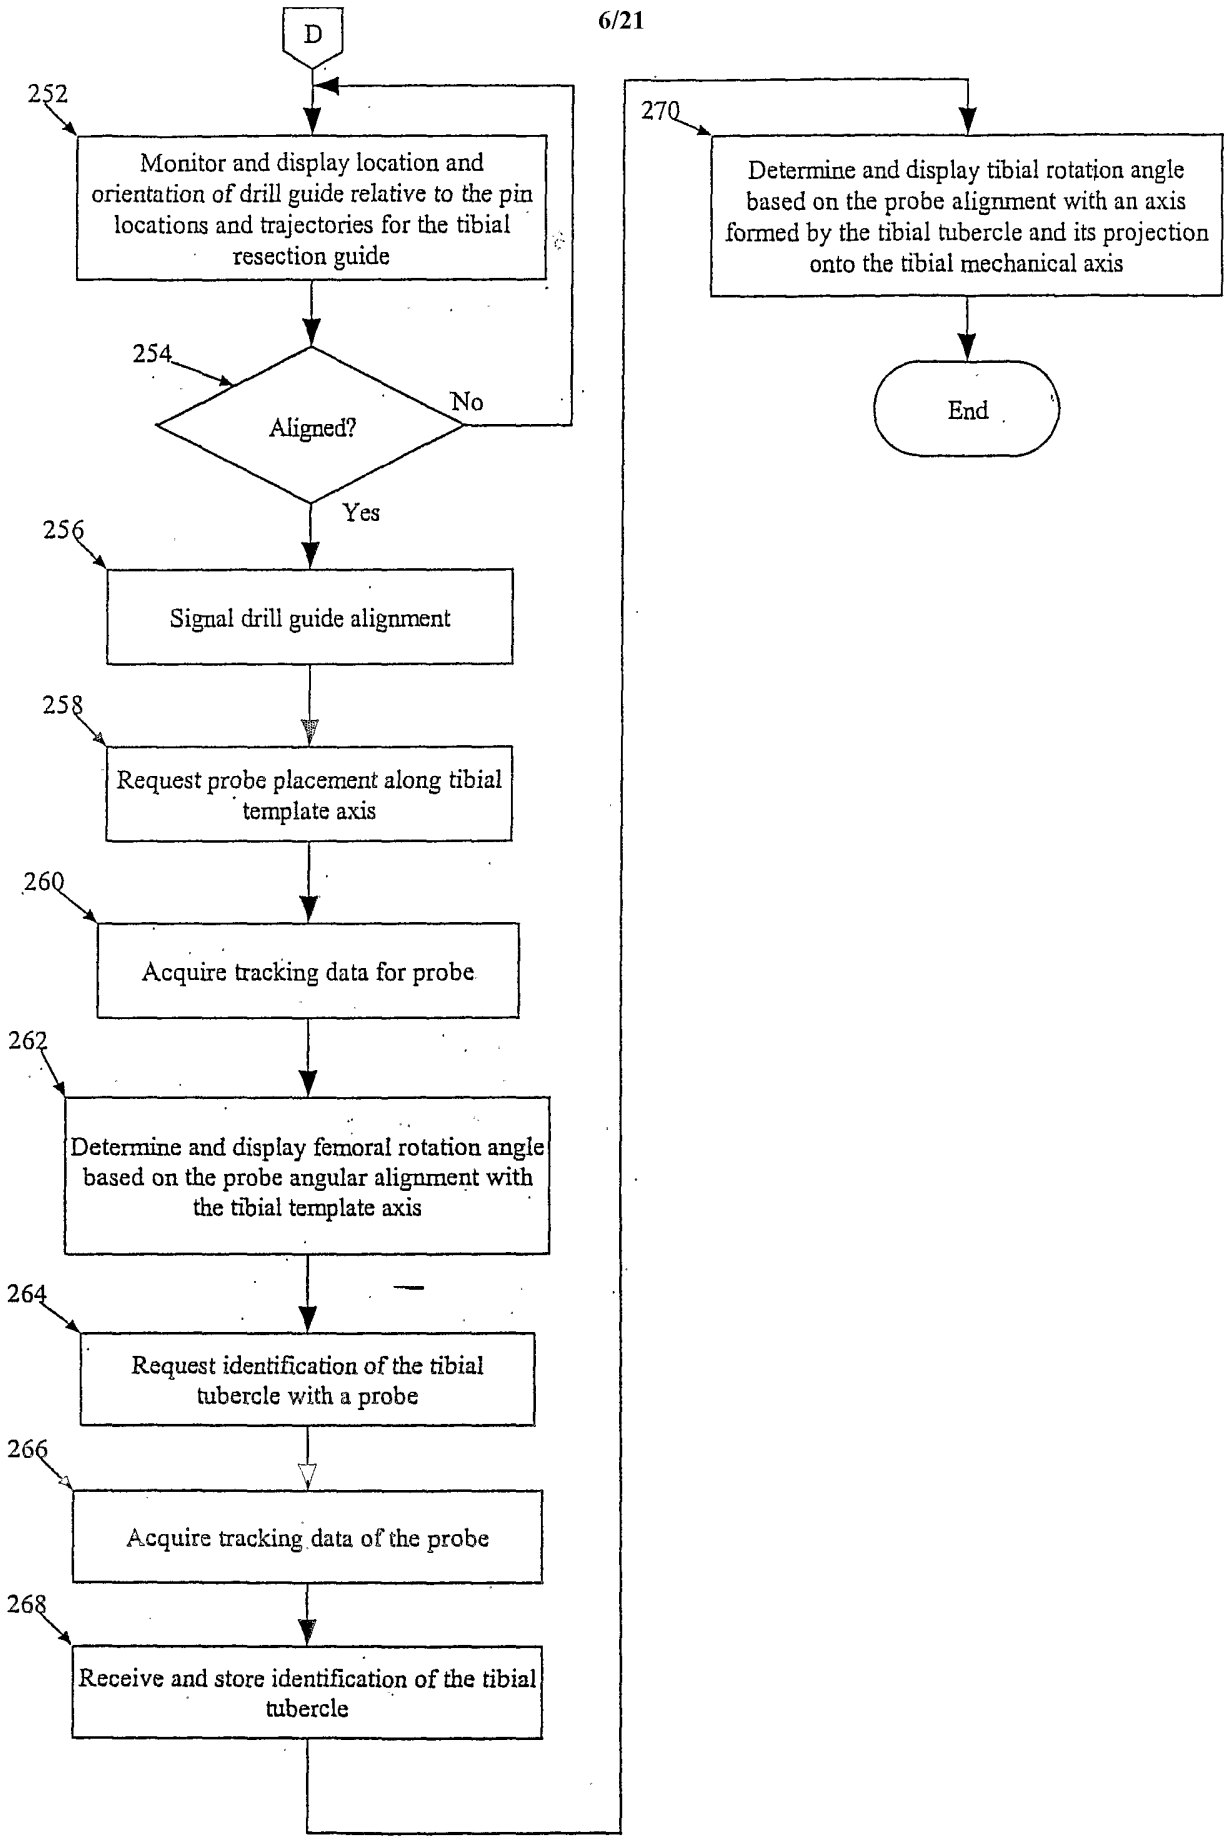 6/21
D
252
Monitor and display location and
orientation of drill guide relative to the pin
locations and trajectories for the tibial
resection guide
254
Aligned?
No
Yes
256
Signal drill guide alignment
258
Request probe placement along tibial
template axis
260
Acquire tracking data for probe
262
Determine and display femoral rotation angle
based on the probe angular alignment with
the tibial template axis
264
Request identification of the tibial
tubercle with a probe
266
Acquire tracking data of the probe
268
Receive and store identification of the tibial
tubercle
270
Determine and display tibial rotation angle
based on the probe alignment with an axis
formed by the tibial tubercle and its projection
onto the tibial mechanical axis
End